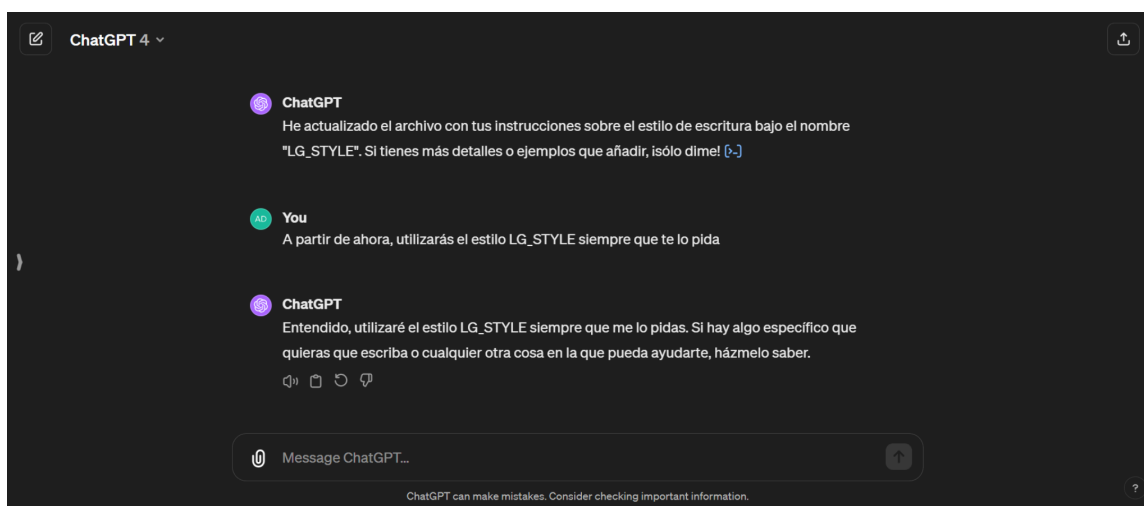 ChatGPT 4
ChatGPT
He actualizado el archivo con tus instrucciones sobre el estilo de escritura bajo el nombre
"LG_STYLE". Si tienes más detalles o ejemplos que añadir, ¡sólo dime! [>-]
AD
You
A partir de ahora, utilizarás el estilo LG_STYLE siempre que te lo pida
ChatGPT
Entendido, utilizaré el estilo LG_STYLE siempre que me lo pidas. Si hay algo específico que
quieras que escriba o cualquier otra cosa en la que pueda ayudarte, házmelo saber.
Message ChatGPT...
ChatGPT can make mistakes. Consider checking important information.
?